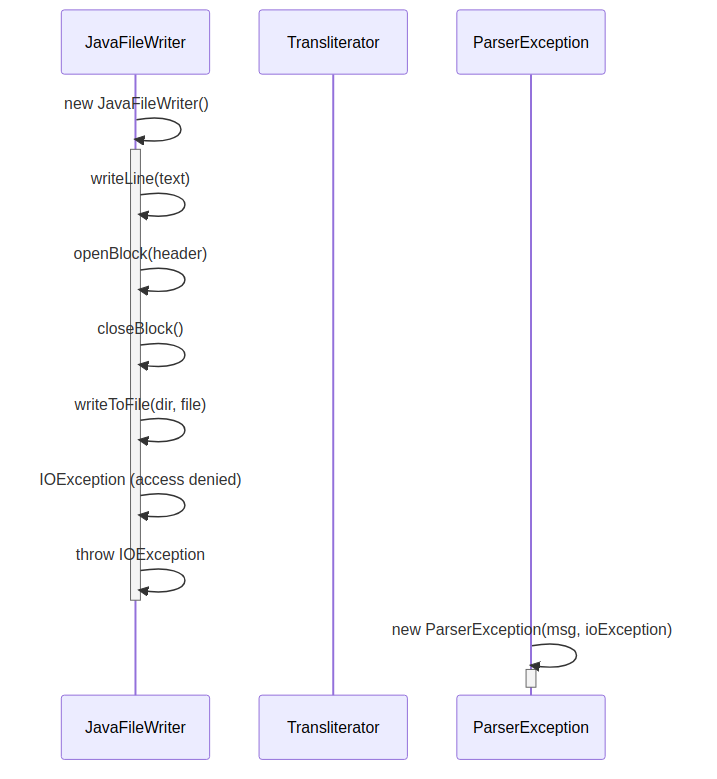 JavaFileWriter
Transliterator
ParserException
new JavaFileWriter()
writeLine(text)
openBlock(header)
closeBlock()
writeToFile(dir, file)
IOException (access denied)
throw IOException
new ParserException(msg, ioException)
JavaFileWriter
Transliterator
ParserException